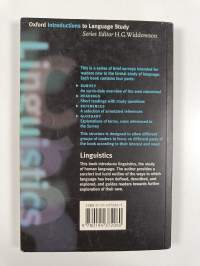 Oxford Introductions to Language Study
Series Editor H.G. Widdowson
This is a series of brief surveys intended for
readers new to the formal study of language.
Each book contains four parts:
SURVEY
An up-to-date overview of the area concerned
READINGS
Short readings with study questions
REFERENCES
A selection of annotated references
GLOSSARY
Explanations of terms, cross-referenced to
the Survey
This structure is designed to allow different
groups of readers to focus on different parts of
the book according to their interest and need.
Linguistics
This book introduces linguistics, the study
of human language. The author provides a
succinct but lucid outline of the ways in which
language has been defined, described, and
explored, and guides readers towards further
exploration of their own.
Linguistics